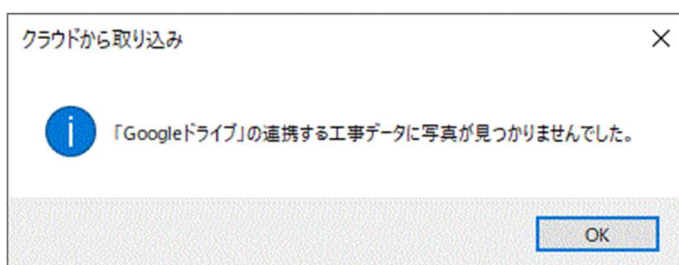 クラウドから取り込み
「Googleドライブ」の連携する工事データに写真が見つかりませんでした。
OK